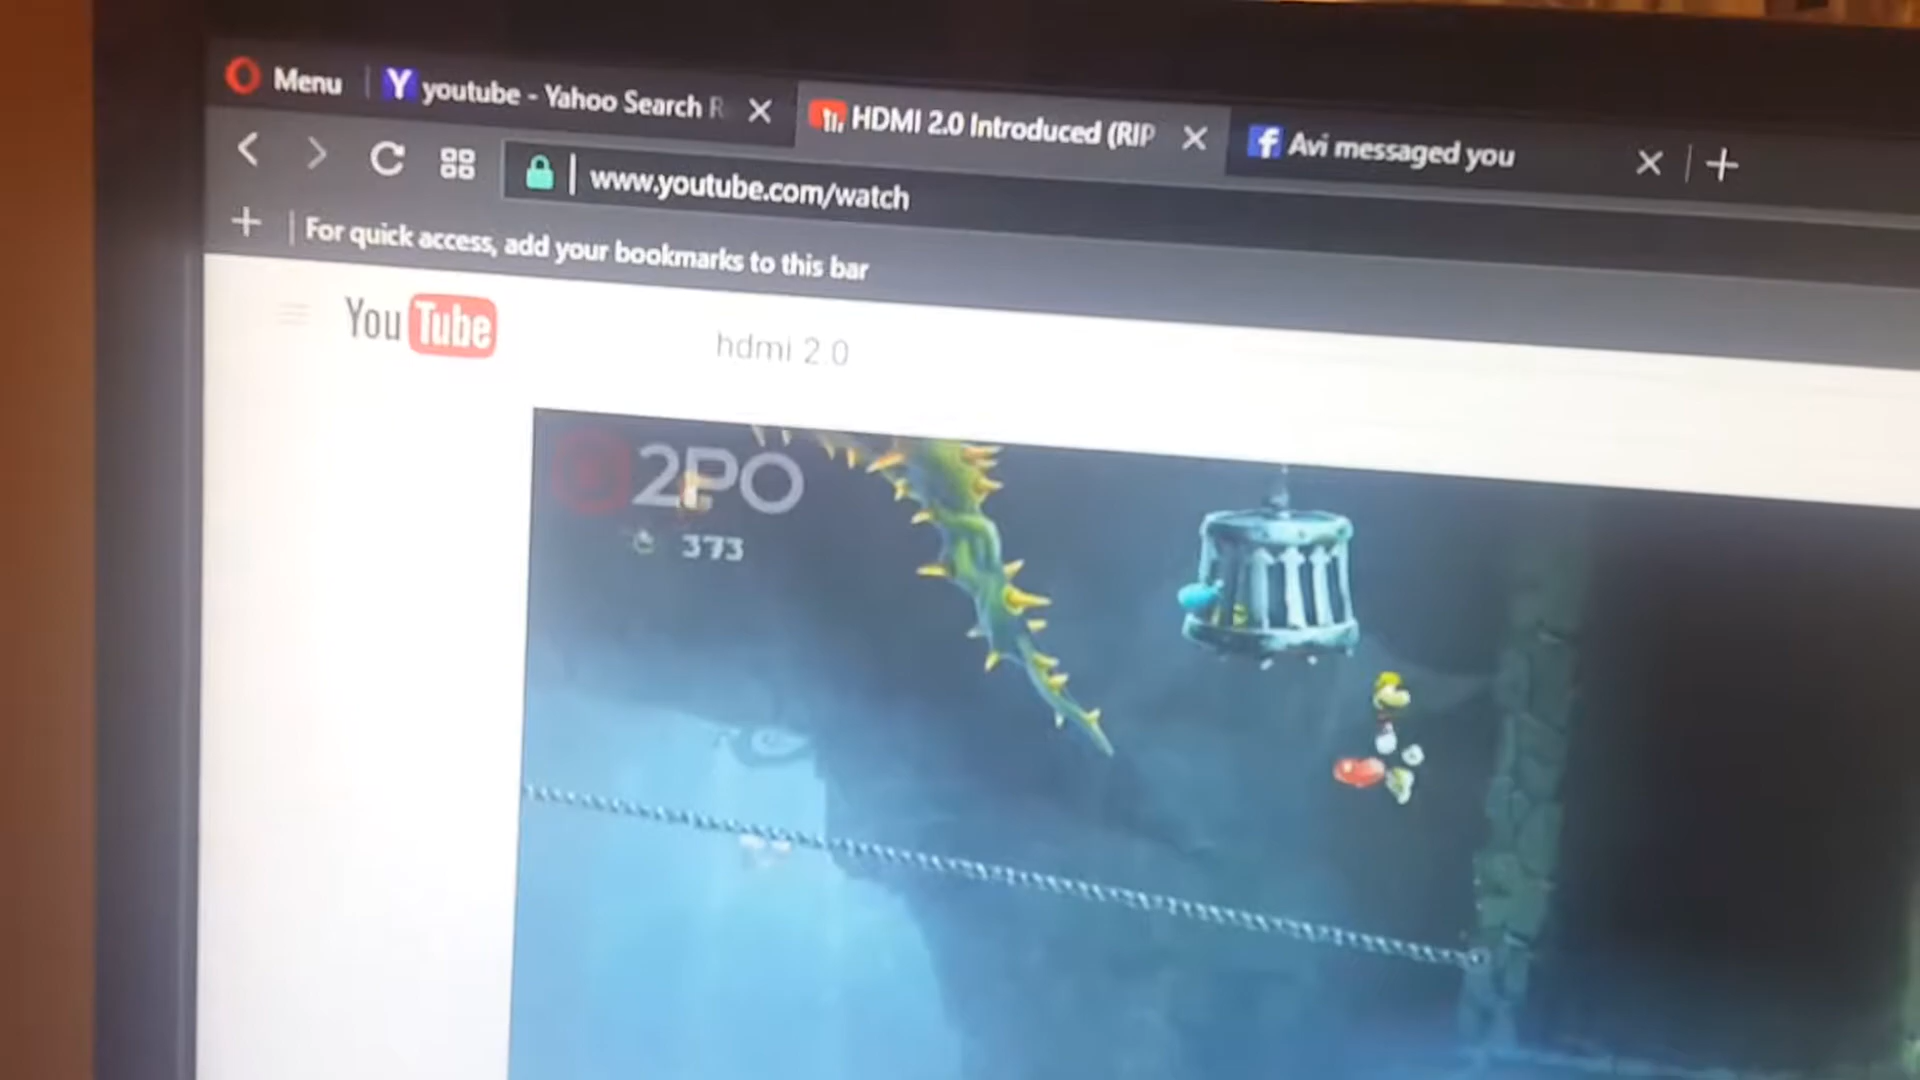 Menu
youtube - Yahoo Search R
HDMI 2.0 Introduced (RIP
Avi messaged you
www.youtube.com/watch
For quick access, add your bookmarks to this bar
YouTube
hdmi 2.0
2PO
373